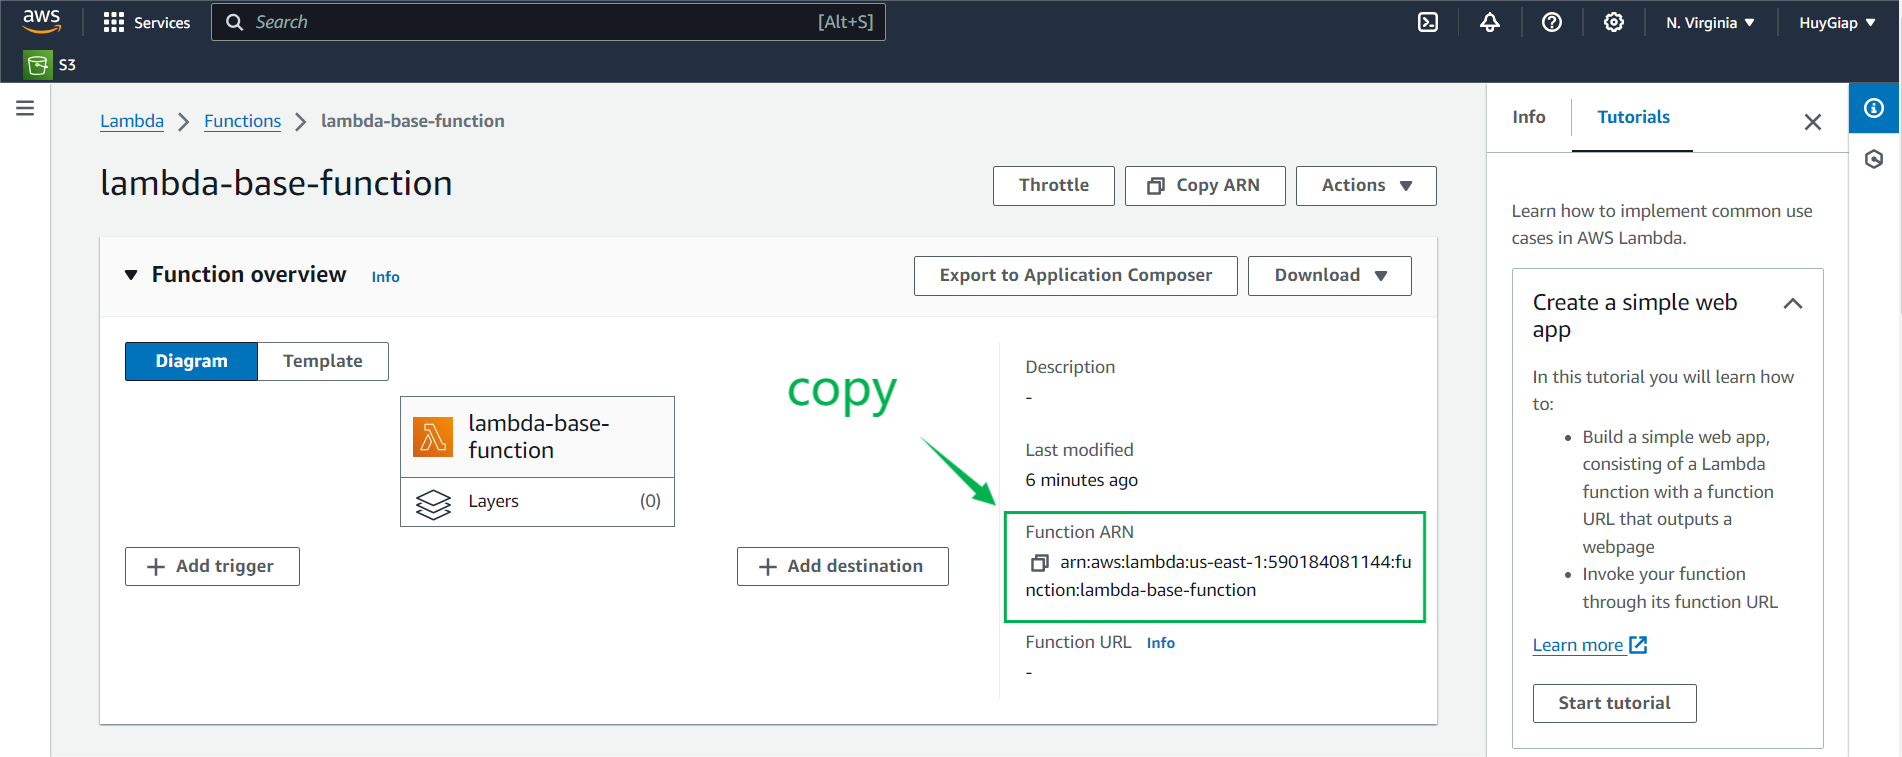 aws
Services
Search
[Alt+S]
N. Virginia
HuyGiap
S3
Lambda
Functions
lambda-base-function
lambda-base-function
Throttle
Copy ARN
Actions
Function overview
Info
Export to Application Composer
Download
Diagram
Template
lambda-base-
function
Layers
(0)
Add trigger
Add destination
copy
Description
-
Last modified
6 minutes ago
Function ARN
arn:aws:lambda:us-east-1:590184081144:fu
nction:lambda-base-function
Function URL Info
-
Info
Tutorials
Learn how to implement common use
cases in AWS Lambda.
Create a simple web
app
In this tutorial you will learn how
to:
• Build a simple web app,
consisting of a Lambda
function with a function
URL that outputs a
webpage
• Invoke your function
through its function URL
Learn more
Start tutorial